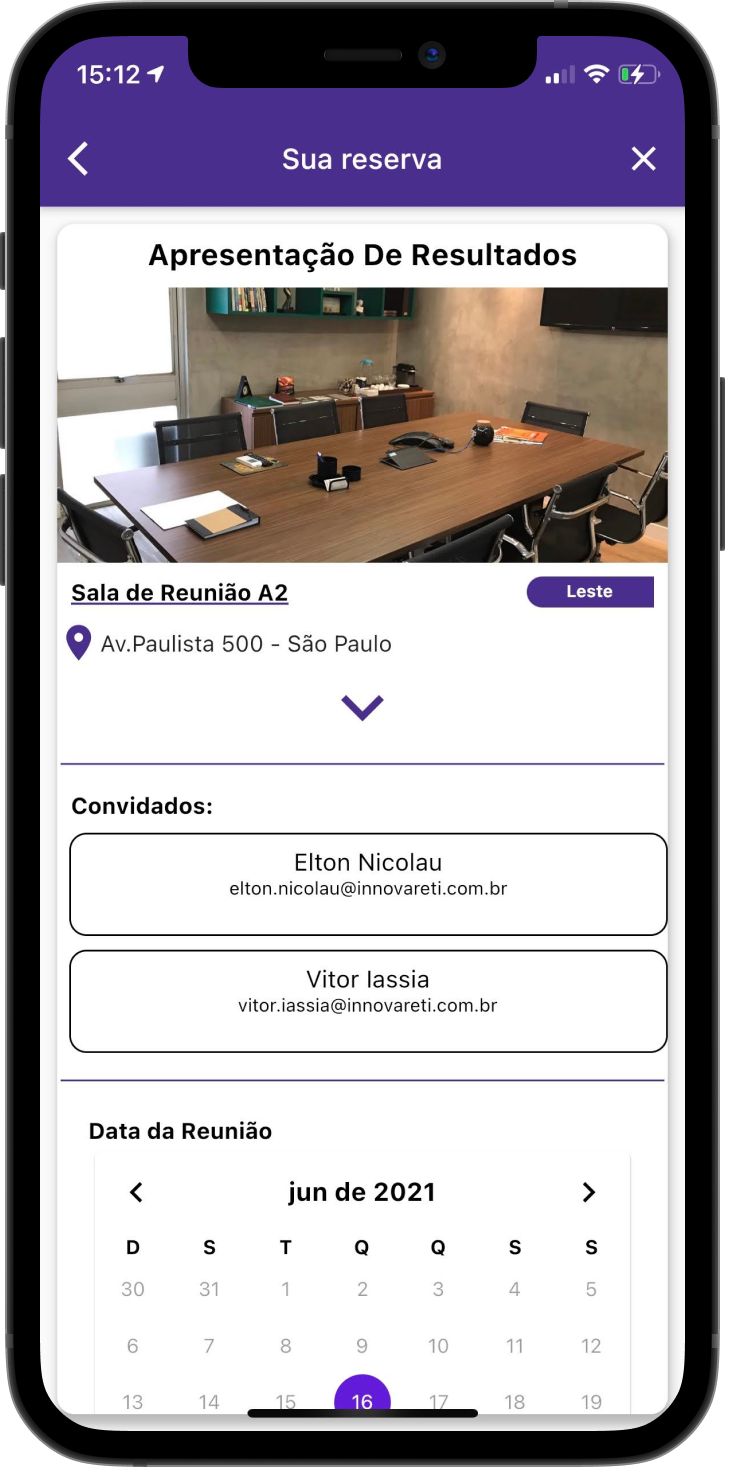 15:12
Sua reserva
Apresentação De Resultados
Sala de Reunião A2
Leste
Av.Paulista 500 - São Paulo
Convidados:
Elton Nicolau
elton.nicolau@innovareti.com.br
Vitor Iassia
vitor.iassia@innovareti.com.br
Data da Reunião
jun de 2021
D S T Q Q S S
30 31 1 2 3 4 5
6 7 8 9 10 11 12
13 14 15 16 17 18 19